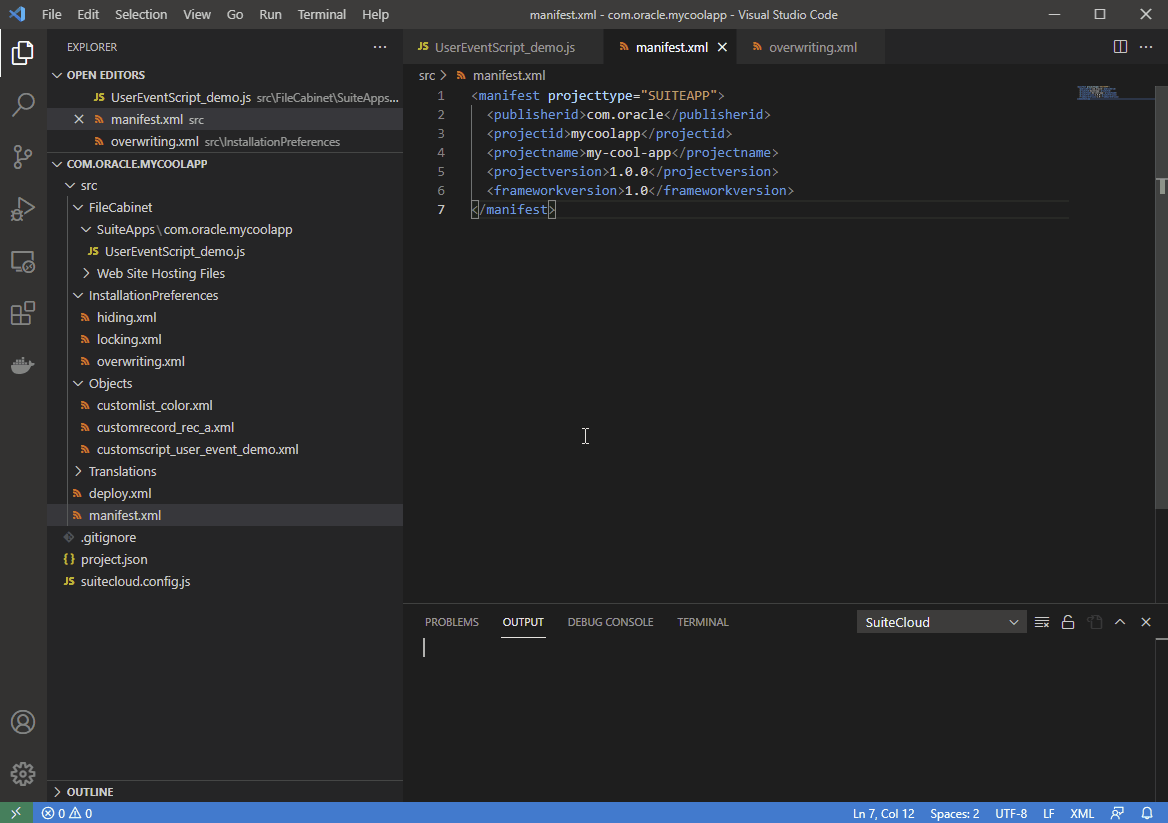 File Edit Selection View Go Run Terminal Help
manifest.xml - com.oracle.mycoolapp - Visual Studio Code
EXPLORER
OPEN EDITORS
JS UserEventScript_demo.js src\FileCabinet\SuiteApps...
manifest.xml src
overwriting.xml src\InstallationPreferences
COM.ORACLE.MYCOOLAPP
src
FileCabinet
SuiteApps\com.oracle.mycoolapp
JS UserEventScript_demo.js
Web Site Hosting Files
InstallationPreferences
hiding.xml
locking.xml
overwriting.xml
Objects
customlist_color.xml
customrecord_rec_a.xml
customscript_user_event_demo.xml
Translations
deploy.xml
manifest.xml
.gitignore
{} project.json
JS suitecloud.config.js
OUTLINE
JS UserEventScript_demo.js manifest.xml overwriting.xml
src > manifest.xml
1 <manifest projecttype="SUITEAPP">
2 <publisherid>com.oracle</publisherid>
3 <projectid>mycoolapp</projectid>
4 <projectname>my-cool-app</projectname>
5 <projectversion>1.0.0</projectversion>
6 <frameworkversion>1.0</frameworkversion>
7 </manifest>
PROBLEMS OUTPUT DEBUG CONSOLE TERMINAL SuiteCloud
0 0 Ln 7, Col 12 Spaces: 2 UTF-8 LF XML